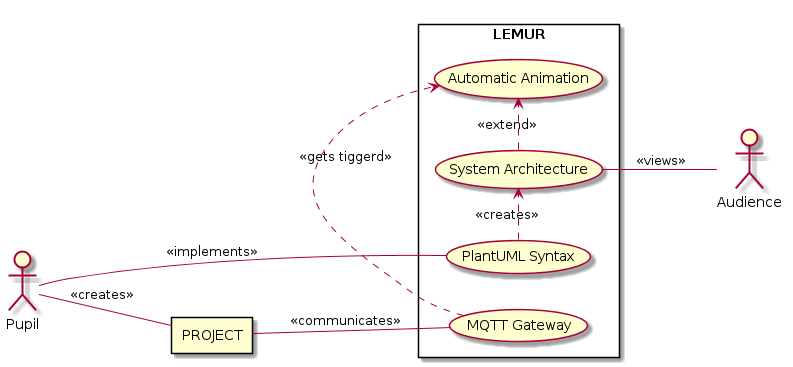 LEMUR
Automatic Animation
«extend»
«gets tiggerd»
System Architecture
«views»
Audience
«creates»
«implements»
PlantUML Syntax
Pupil
«creates»
PROJECT
«communicates»
MQTT Gateway